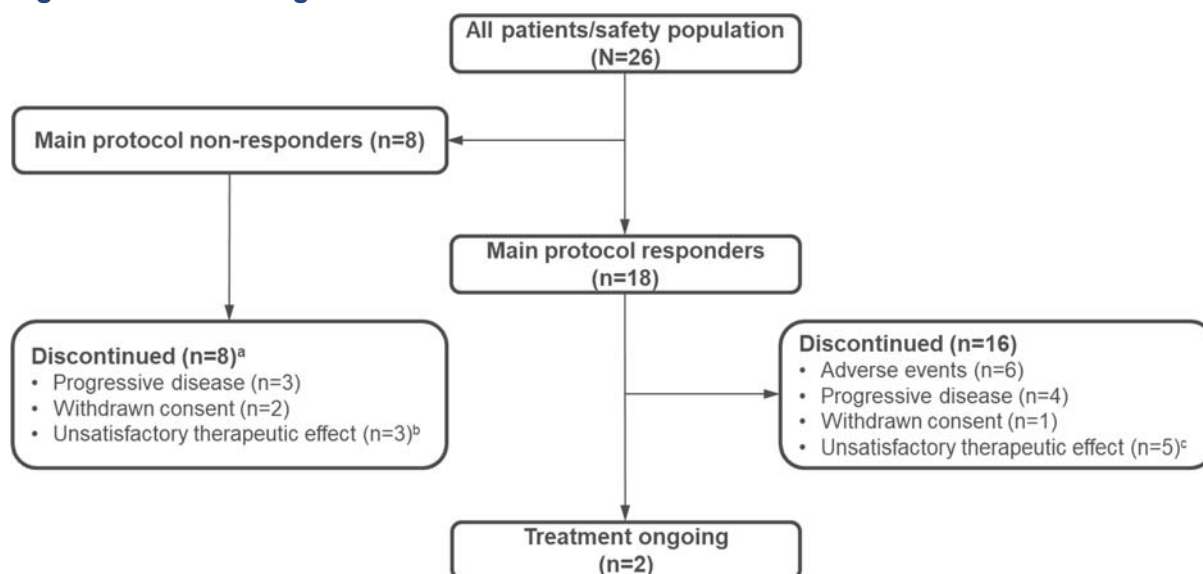 All patients/safety population
(N=26)
Main protocol non-responders (n=8)
Main protocol responders
(n=18)
Discontinued (n=8)ᵃ
• Progressive disease (n=3)
• Withdrawn consent (n=2)
• Unsatisfactory therapeutic effect (n=3)ᵇ
Discontinued (n=16)
• Adverse events (n=6)
• Progressive disease (n=4)
• Withdrawn consent (n=1)
• Unsatisfactory therapeutic effect (n=5)ᶜ
Treatment ongoing
(n=2)